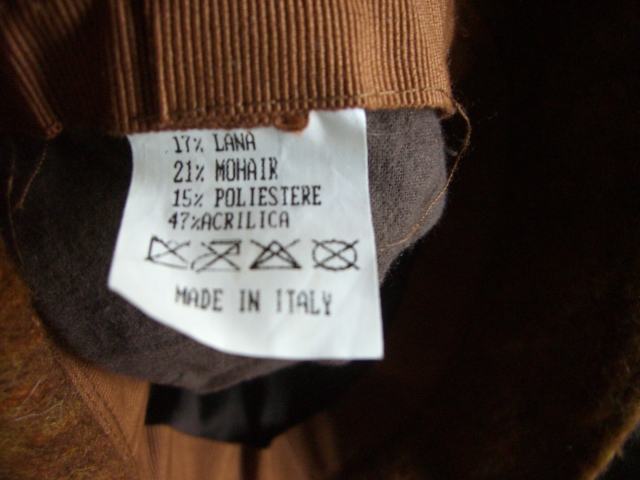 17% LANA
21% MOHAIR
15% POLIESTERE
47%ACRILICA
MADE IN ITALY